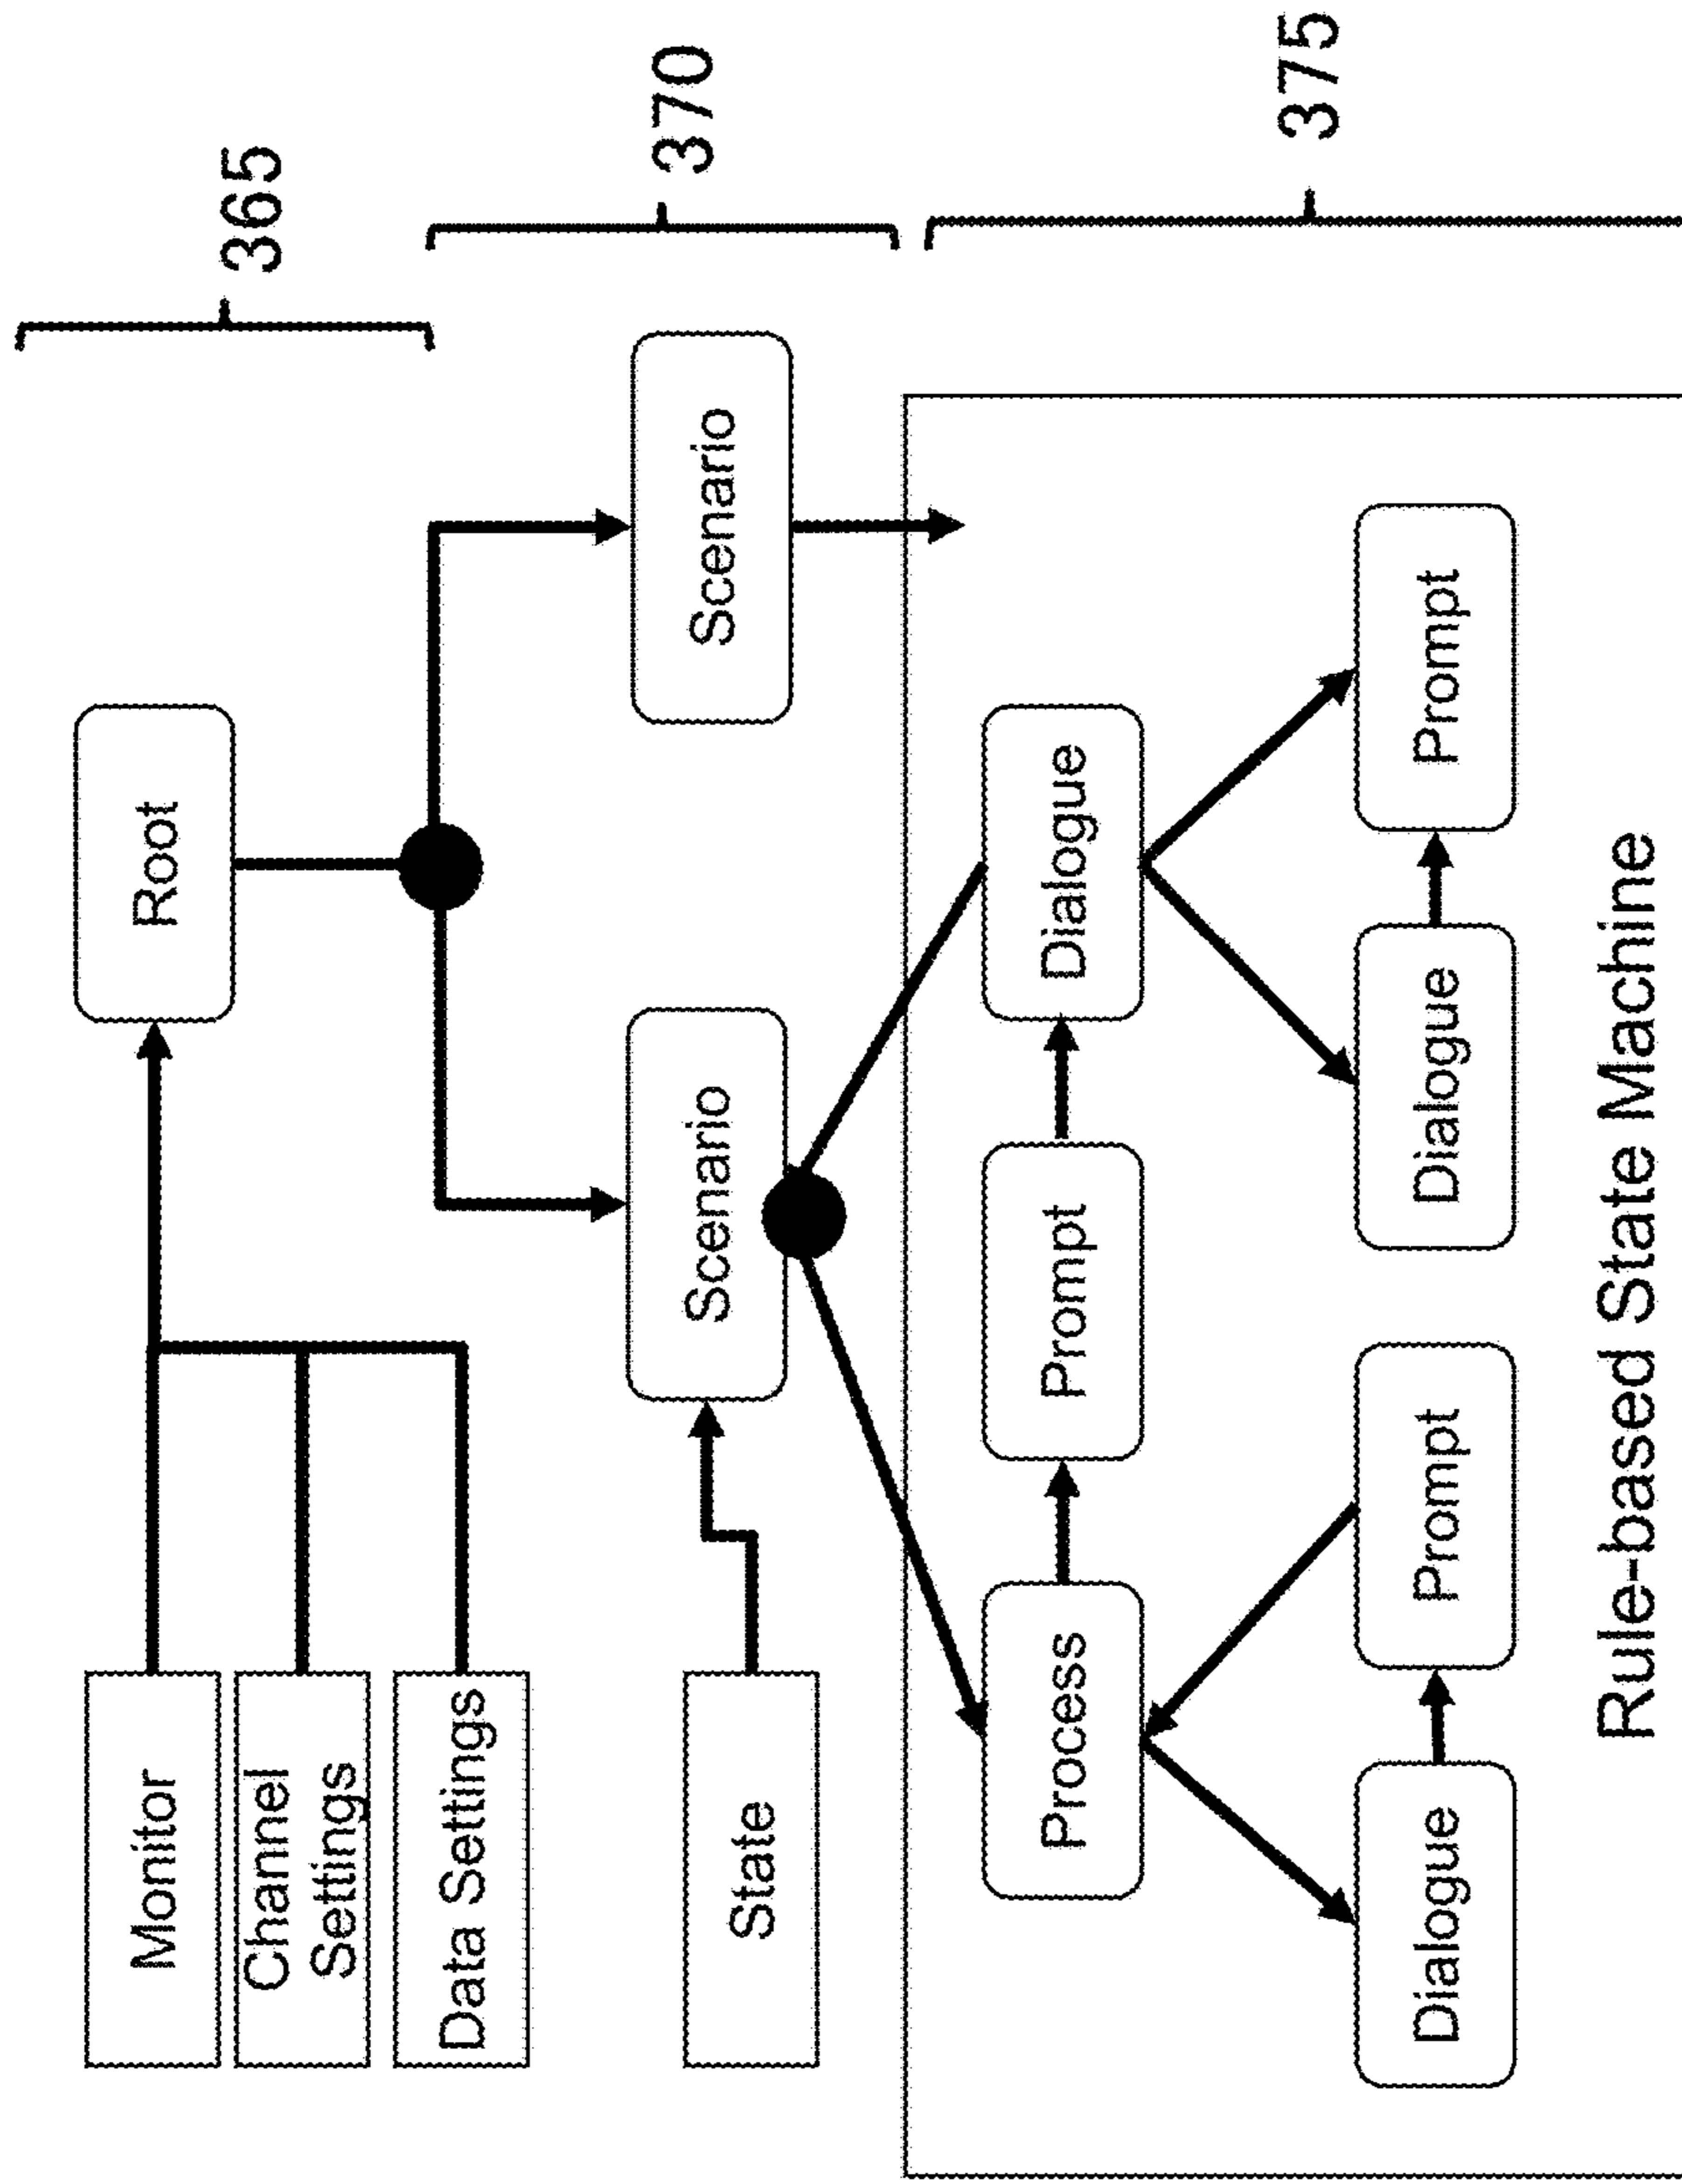 Monitor
Root
365
Channel
Settings
Data Settings
State
Scenario
Scenario
370
Process
Prompt
Dialogue
375
Dialogue
Prompt
Dialogue
Prompt
Rule-based State Machine